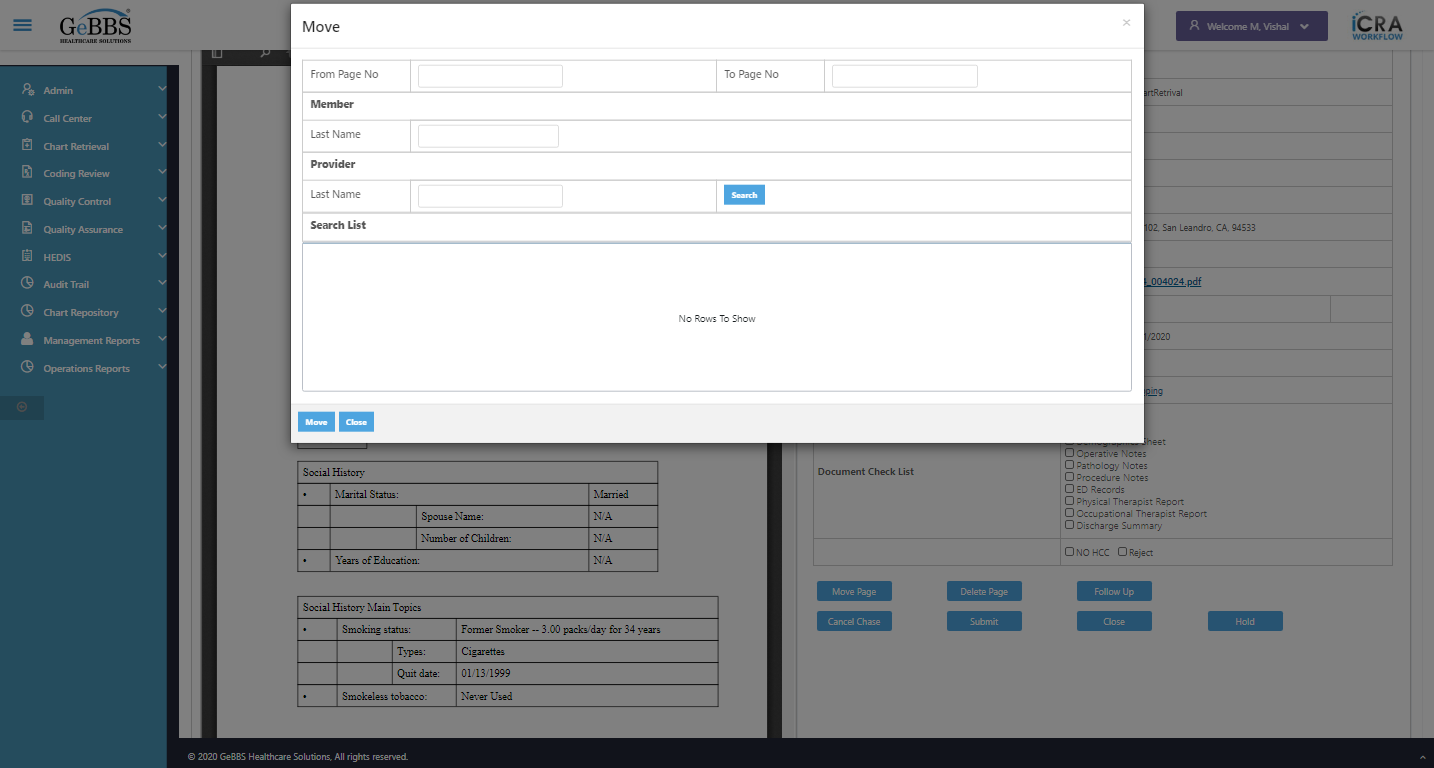 GeBBS
HEALTHCARE SOLUTIONS
Move
×
Welcome M, Vishal
iCRA
WORKFLOW
Admin
Call Center
Chart Retrieval
Coding Review
Quality Control
Quality Assurance
HEDIS
Audit Trail
Chart Repository
Management Reports
Operations Reports
From Page No
To Page No
Member
Last Name
Provider
Last Name
Search
Search List
No Rows To Show
Move
Close
artRetrival
102, San Leandro, CA, 94533
_004024.pdf
1/2020
ping
Social History
• Marital Status: Married
Spouse Name: N/A
Number of Children: N/A
• Years of Education: N/A
Social History Main Topics
• Smoking status: Former Smoker -- 3.00 packs/day for 34 years
Types: Cigarettes
Quit date: 01/13/1999
• Smokeless tobacco: Never Used
Document Check List
Demographics Sheet
Operative Notes
Pathology Notes
Procedure Notes
ED Records
Physical Therapist Report
Occupational Therapist Report
Discharge Summary
NO HCC Reject
Move Page Delete Page Follow Up
Cancel Chase Submit Close Hold
© 2020 GeBBS Healthcare Solutions, All rights reserved.